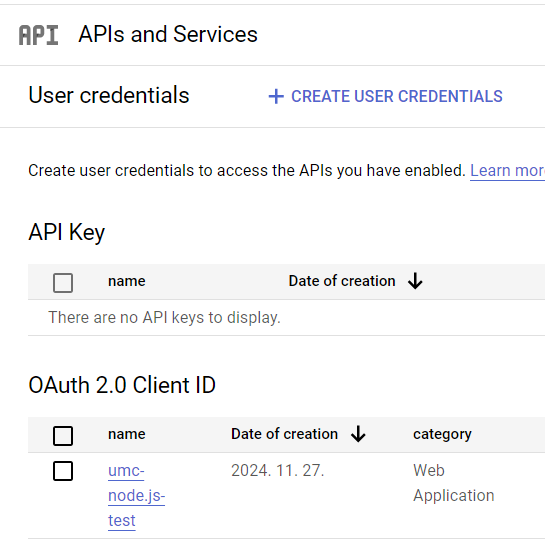 API APIs and Services
User credentials + CREATE USER CREDENTIALS
Create user credentials to access the APIs you have enabled. Learn mor
API Key
name Date of creation ↓
There are no API keys to display.
OAuth 2.0 Client ID
name Date of creation ↓ category
umc- 2024. 11. 27. Web
node.js- Application
test